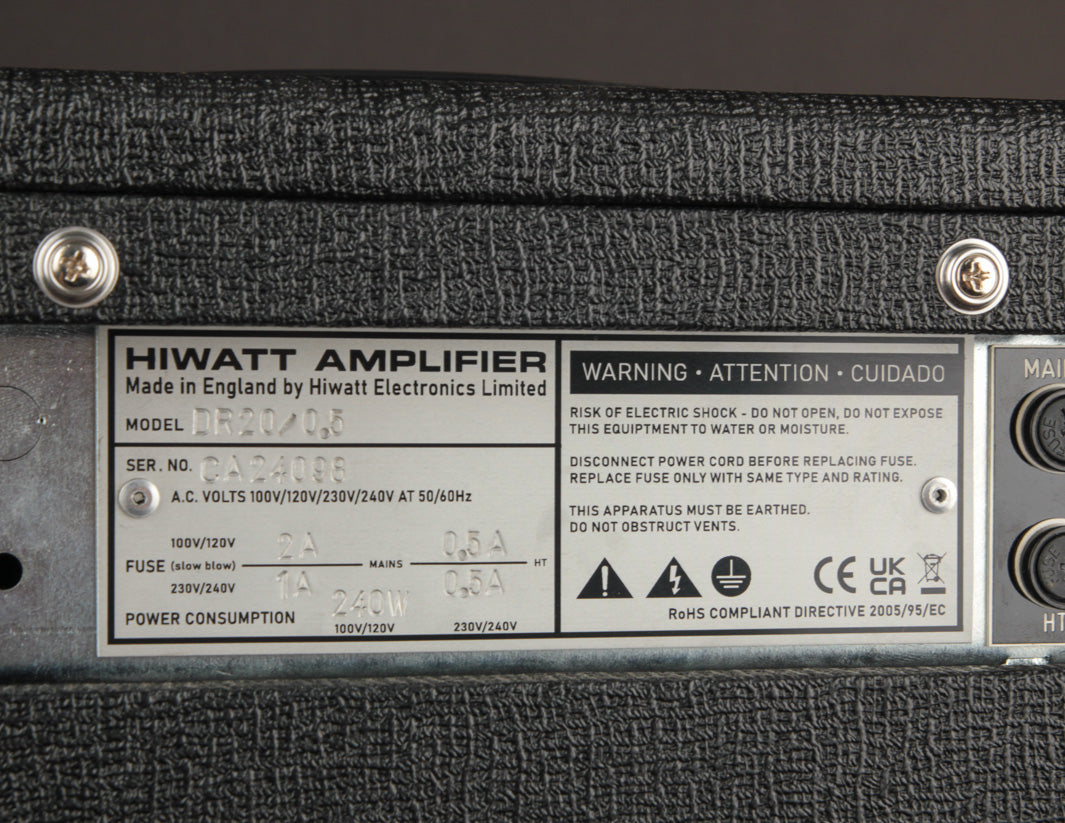 HIWATT AMPLIFIER
Made in England by Hiwatt Electronics Limited
MODEL DR20/0.5
SER. NO. CA24098
A.C. VOLTS 100V/120V/230V/240V AT 50/60Hz
100V/120V 2A 0.5A
FUSE (slow blow) MAINS HT
230V/240V 1A 0.5A
POWER CONSUMPTION 240W
100V/120V 230V/240V
WARNING · ATTENTION · CUIDADO
RISK OF ELECTRIC SHOCK - DO NOT OPEN, DO NOT EXPOSE
THIS EQUIPTMENT TO WATER OR MOISTURE.
DISCONNECT POWER CORD BEFORE REPLACING FUSE.
REPLACE FUSE ONLY WITH SAME TYPE AND RATING.
THIS APPARATUS MUST BE EARTHED.
DO NOT OBSTRUCT VENTS.
CE UK
CA
RoHS COMPLIANT DIRECTIVE 2005/95/EC
HT